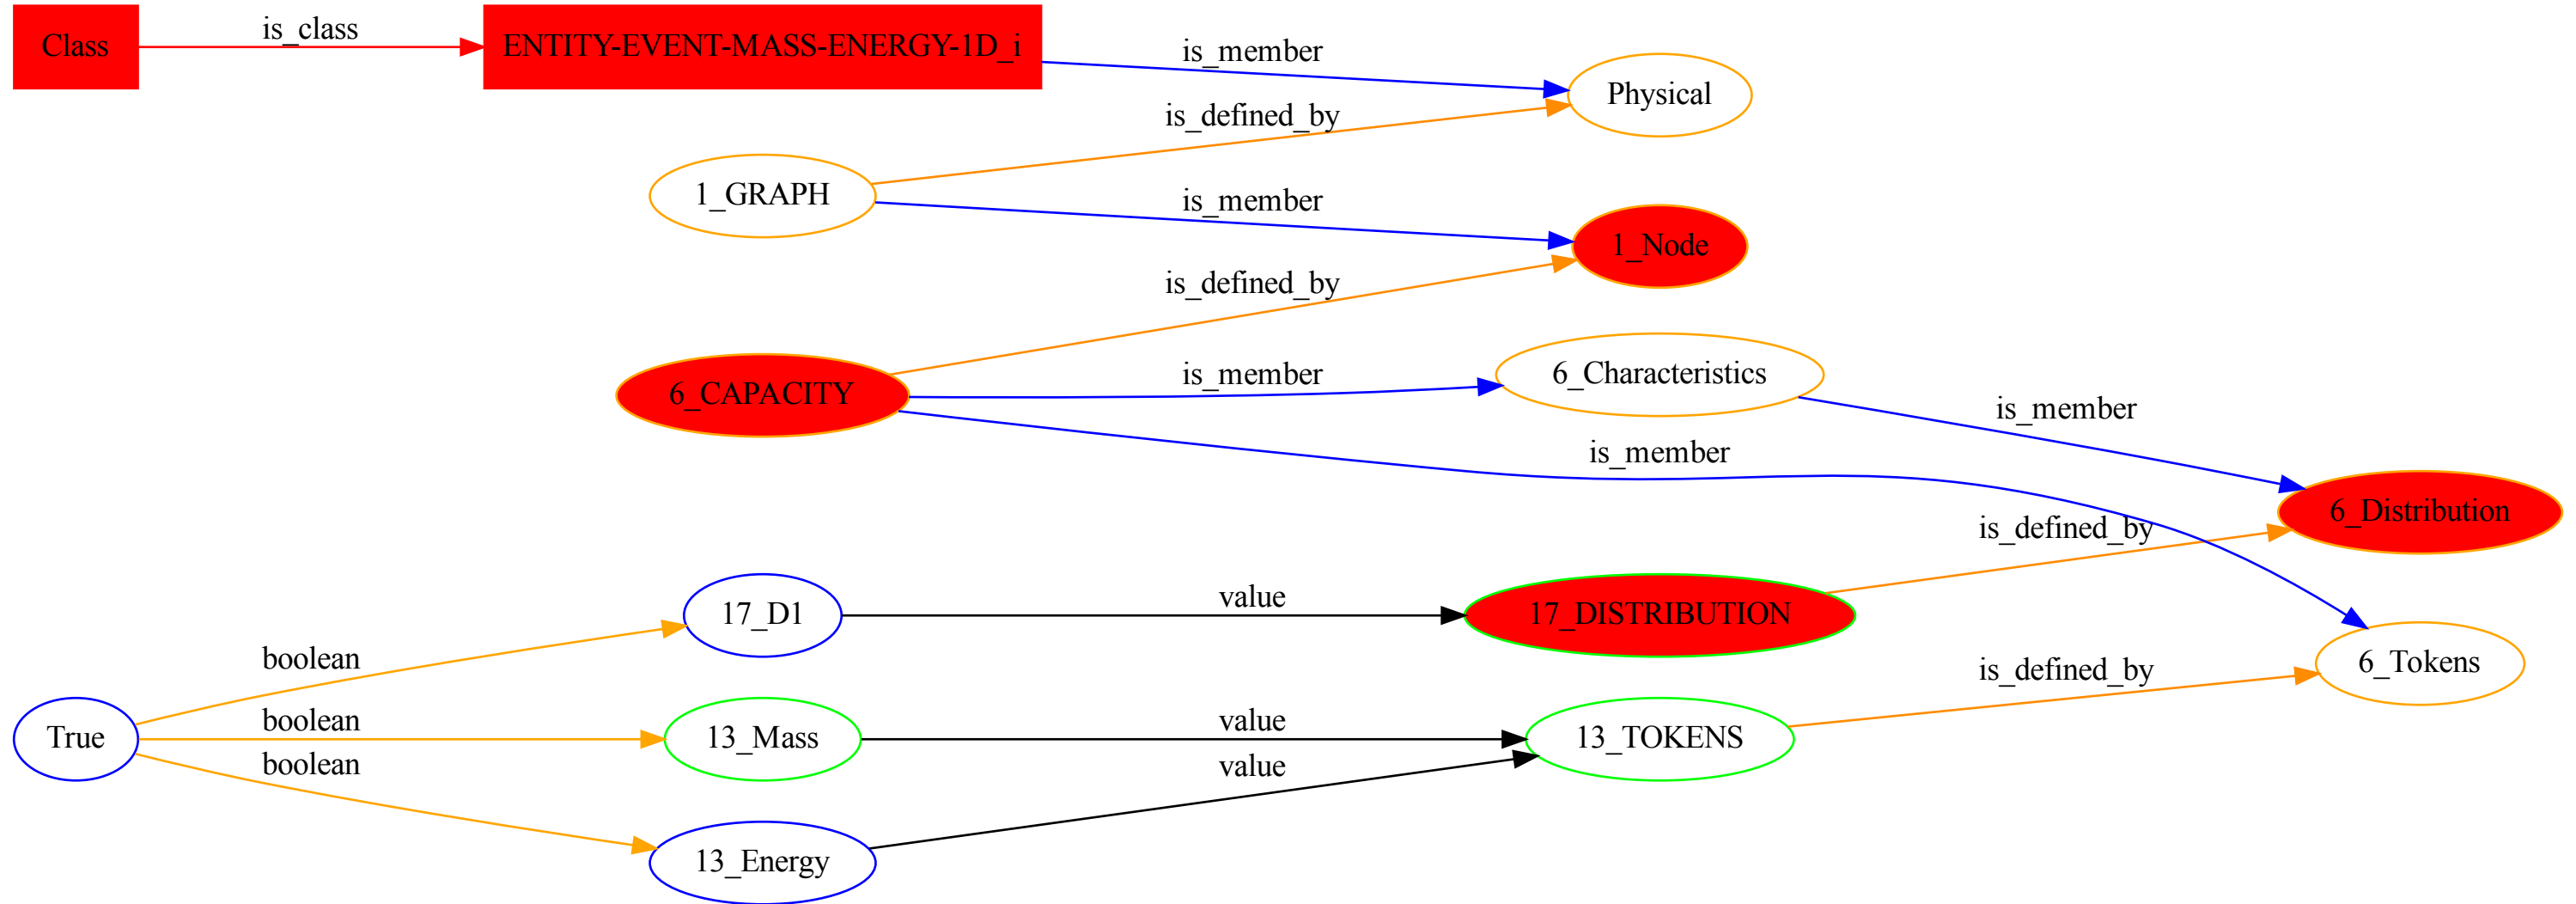 Class
is_class
ENTITY-EVENT-MASS-ENERGY-1D_i
is_member
Physical
is_defined_by
1_GRAPH
is_member
1_Node
is_defined_by
6_CAPACITY
is_member
6_Characteristics
is_member
is_member
6_Distribution
is_defined_by
17_D1
value
17_DISTRIBUTION
boolean
6_Tokens
is_defined_by
True
boolean
13_Mass
value
13_TOKENS
boolean
value
13_Energy